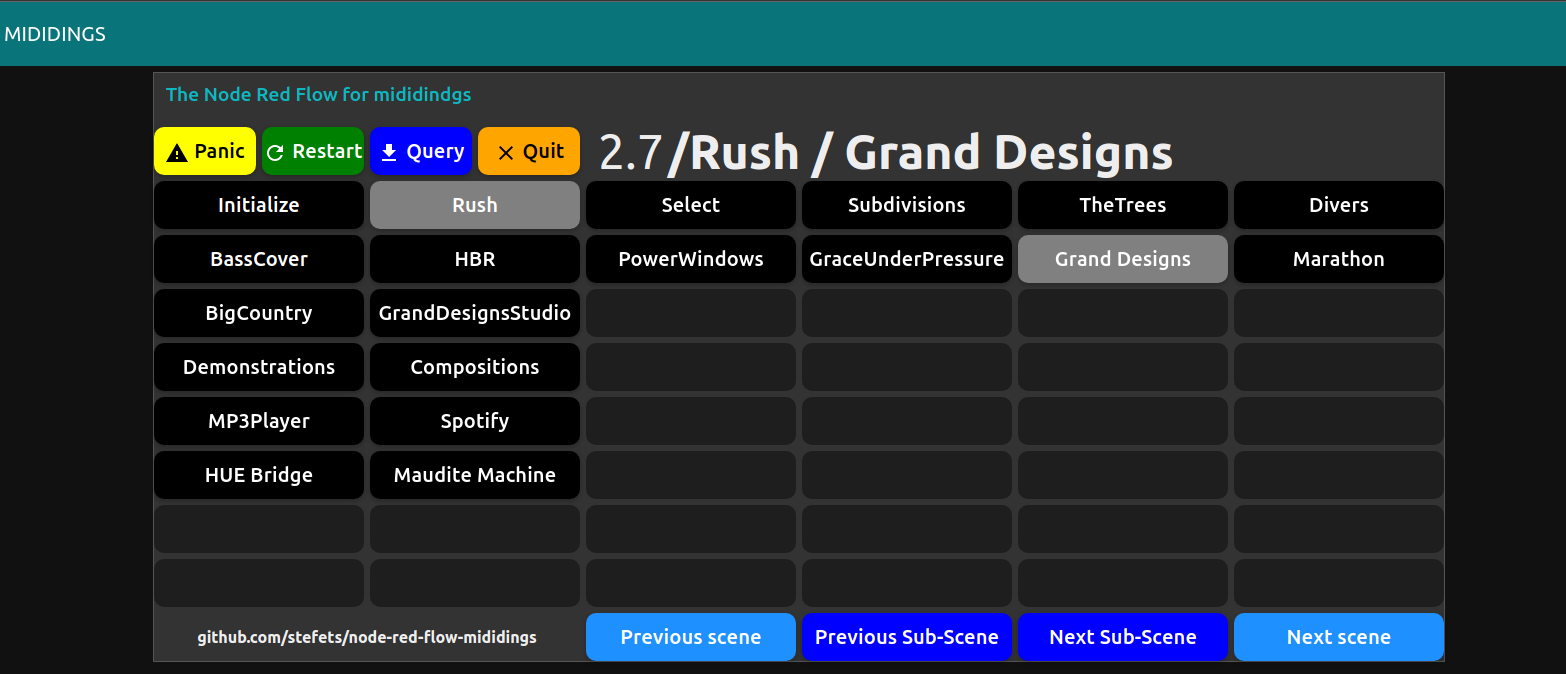 MIDIDINGS
The Node Red Flow for mididindgs
Panic Restart Query Quit 2.7/Rush / Grand Designs
Initialize Rush Select Subdivisions TheTrees Divers
BassCover HBR PowerWindows GraceUnderPressure Grand Designs Marathon
BigCountry GrandDesignsStudio
Demonstrations Compositions
MP3Player Spotify
HUE Bridge Maudite Machine
github.com/stefets/node-red-flow-mididings Previous scene Previous Sub-Scene Next Sub-Scene Next scene